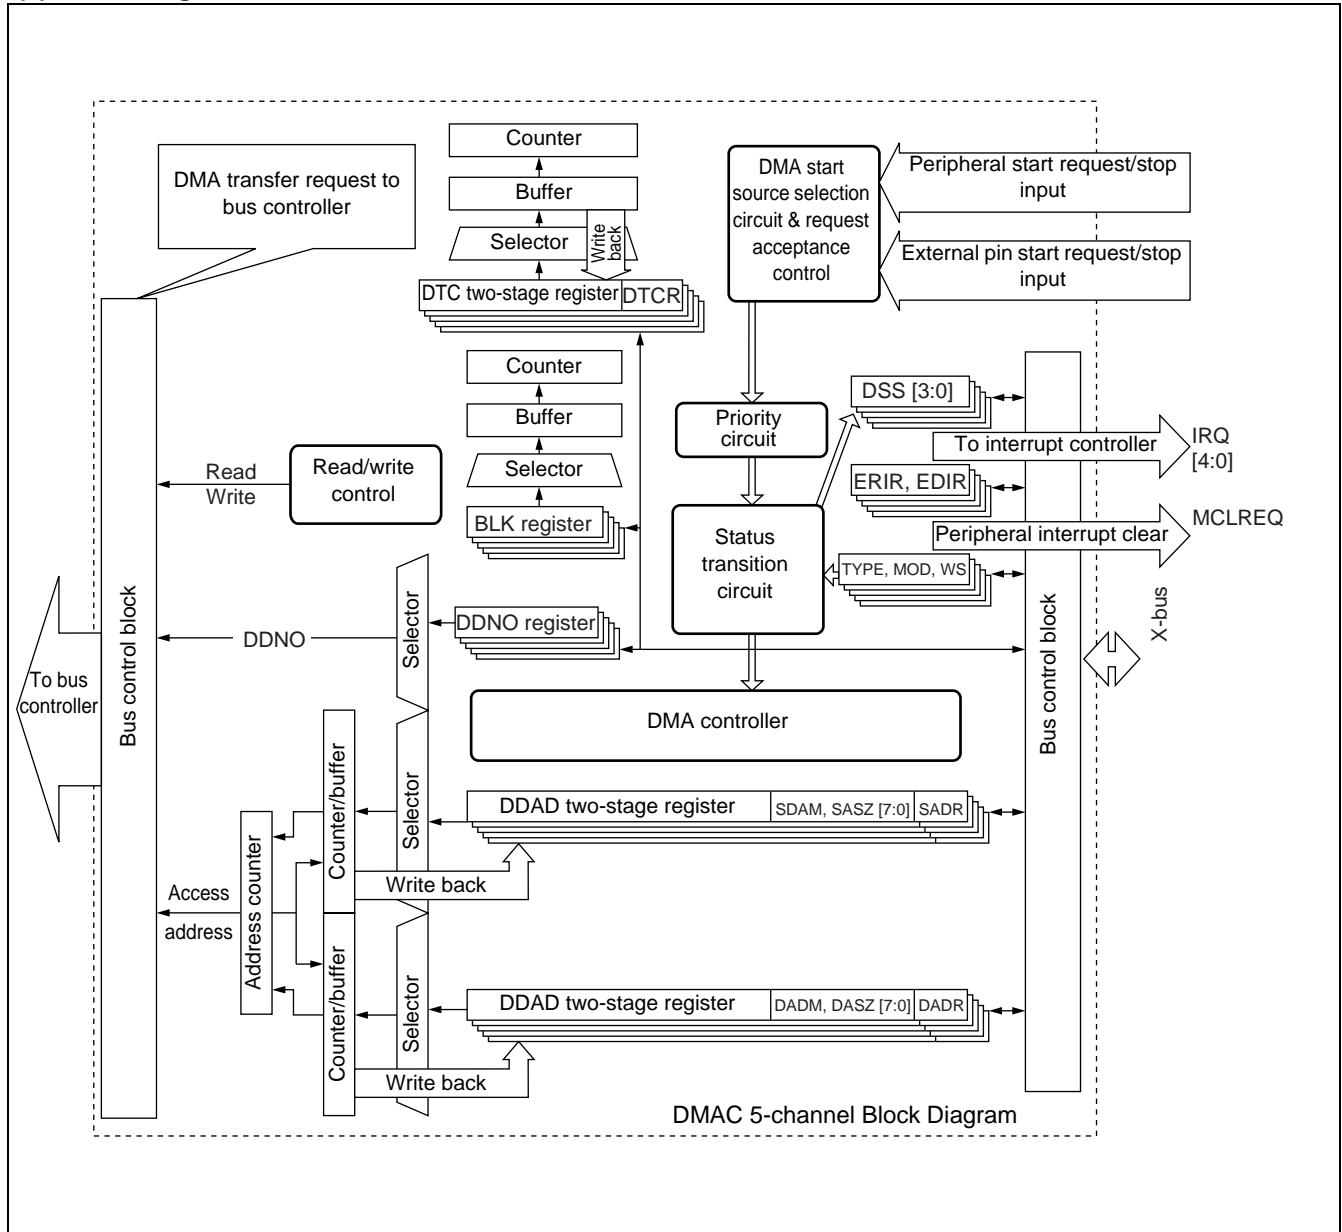 Counter
Buffer
Selector
Write
back
DTC two-stage register
DTCR
DMA transfer request to
bus controller
DMA start
source selection
circuit & request
acceptance
control
Peripheral start request/stop
input
External pin start request/stop
input
Counter
Buffer
Selector
BLK register
Priority
circuit
DSS [3:0]
To interrupt controller
IRQ
[4:0]
ERIR, EDIR
Peripheral interrupt clear
MCLREQ
Read
Write
Read/write
control
Status
transition
circuit
TYPE, MOD, WS
X-bus
DDNO
Selector
DDNO register
To bus
controller
Bus control block
Bus control block
DMA controller
Counter/buffer
Selector
DDAD two-stage register
SDAM, SASZ [7:0]
SADR
Write back
Access
address
Address counter
Counter/buffer
Selector
DDAD two-stage register
DADM, DASZ [7:0]
DADR
Write back
DMAC 5-channel Block Diagram